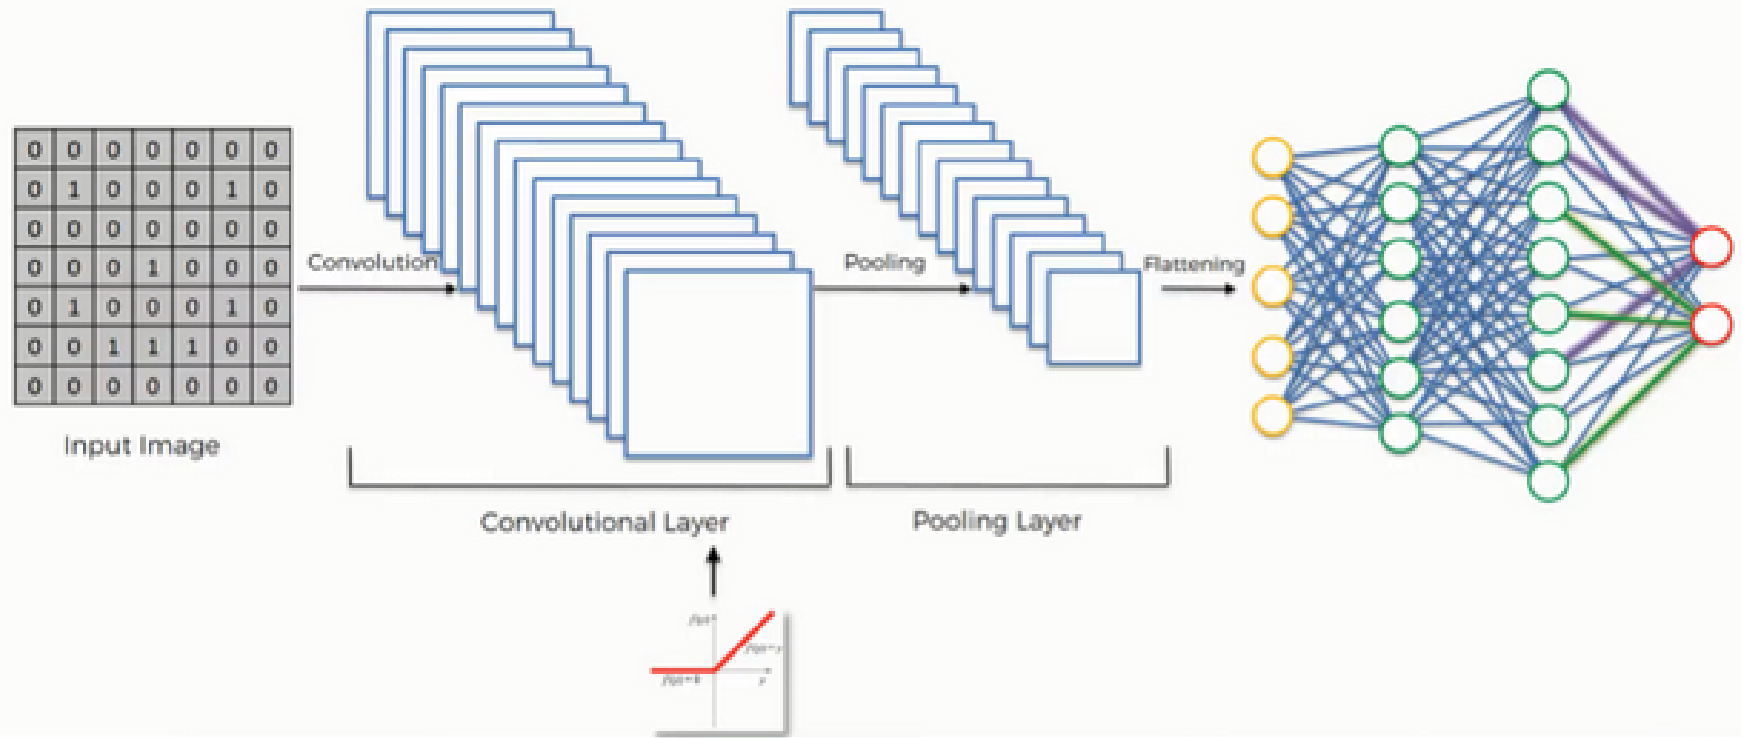 0 0 0 0 0 0 0
0 1 0 0 0 1 0
0 0 0 0 0 0 0
0 0 0 1 0 0 0
0 1 0 0 0 1 0
0 0 1 1 1 0 0
0 0 0 0 0 0 0
Input Image
Convolution
Pooling
Flattening
Convolutional Layer
Pooling Layer